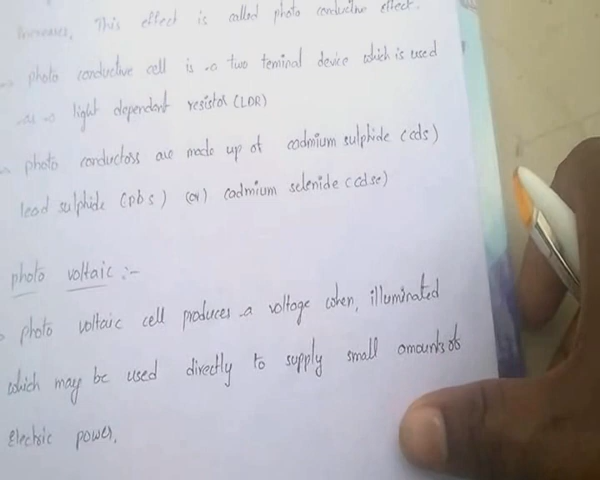 increases, This effect is called photo conductive effect.
→ photo conductive cell is a two teminal device which is used
as a light dependent resistor (LDR)
→ photo conductors are made up of cadmium sulphide (cds)
lead sulphide (pbs) (or) cadmium selenide (cdse)
photo voltaic :-
→ photo voltaic cell produces a voltage when, illuminated
which may be used directly to supply small amounts of
electric power.